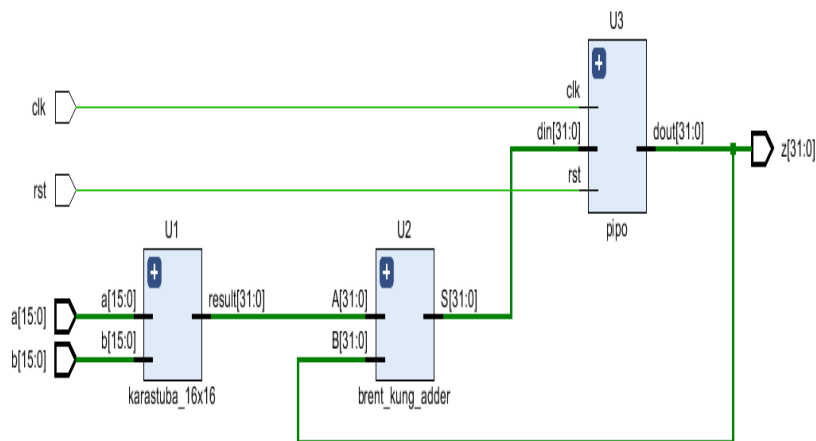 U3
clk
clk
din[31:0]
dout[31:0]
z[31:0]
rst
rst
pipo
U1
U2
a[15:0]
a[15:0]
result[31:0]
A[31:0]
S[31:0]
b[15:0]
b[15:0]
B[31:0]
karastuba_16x16
brent_kung_adder